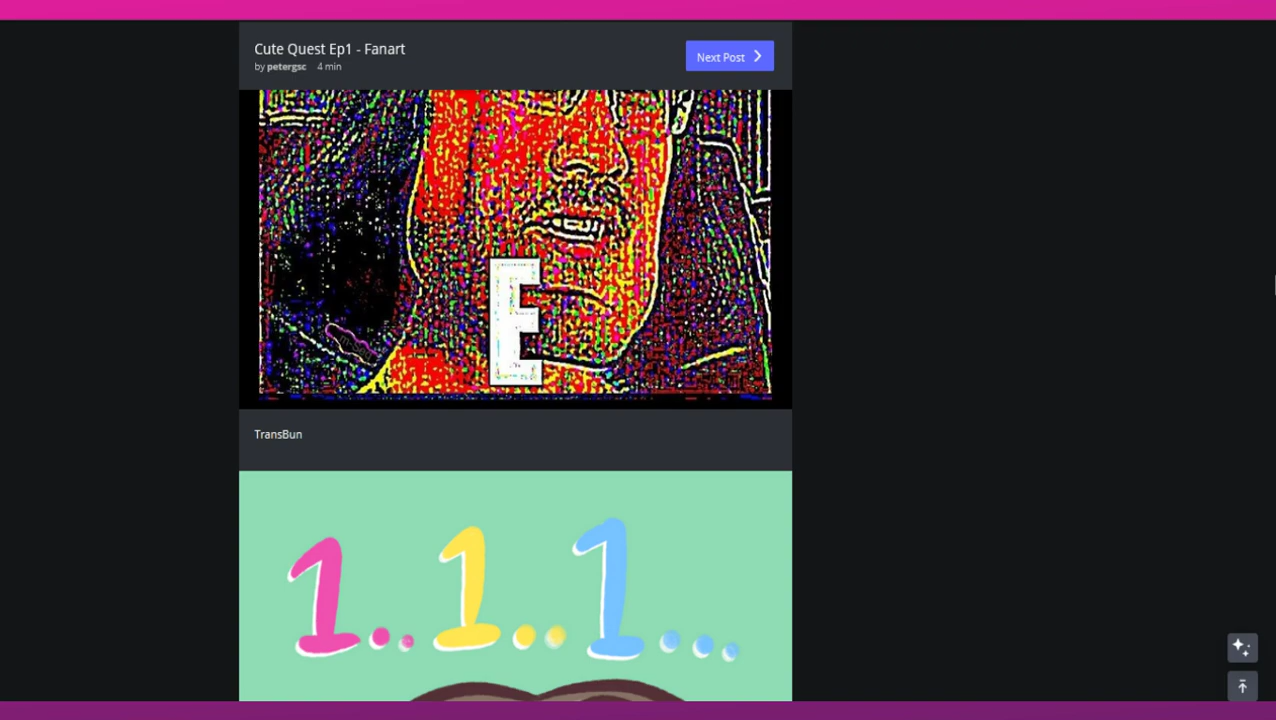 Cute Quest Ep1 - Fanart
by petergsc 4 min
Next Post
E
TransBun
1.. 1.. 1...